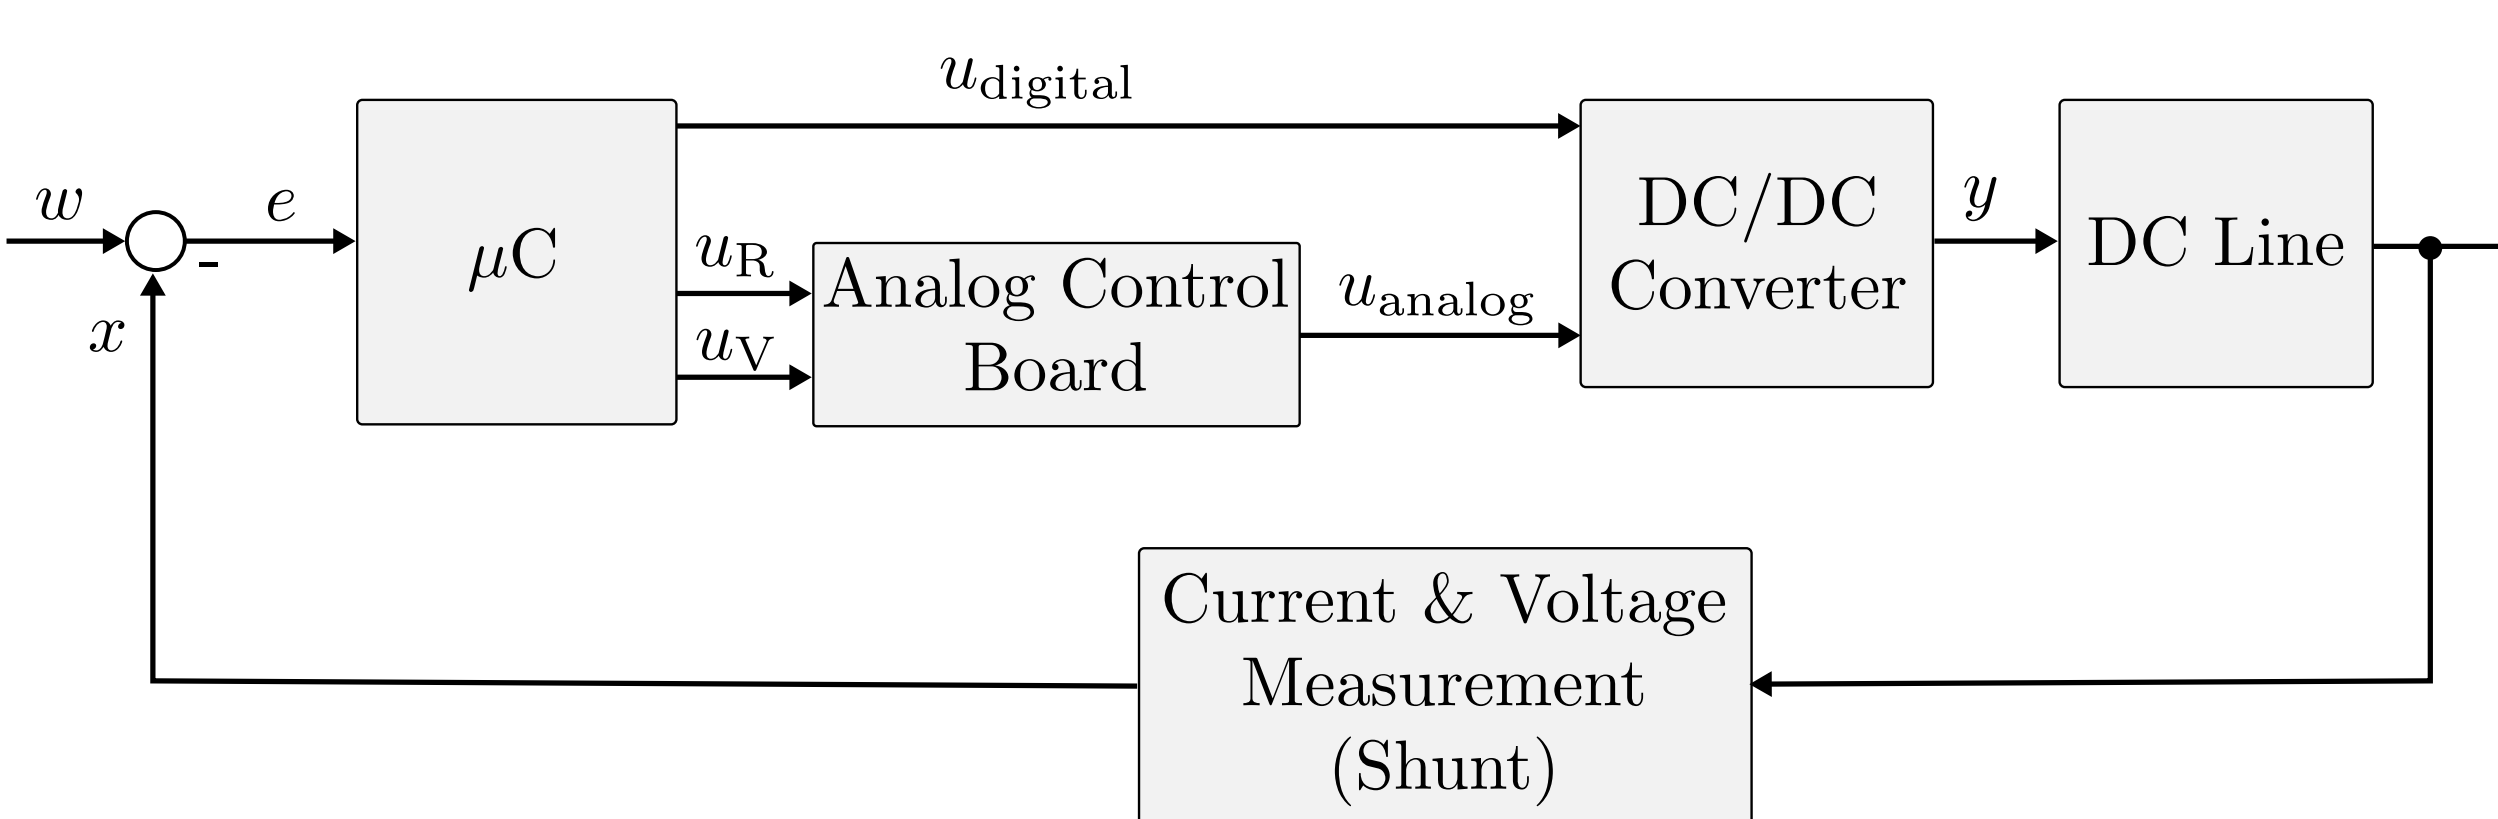 u_digital
w
e
x
-
μC
u_R
u_V
Analog Control
Board
u_analog
DC/DC
Converter
y
DC Line
Current & Voltage
Measurement
(Shunt)